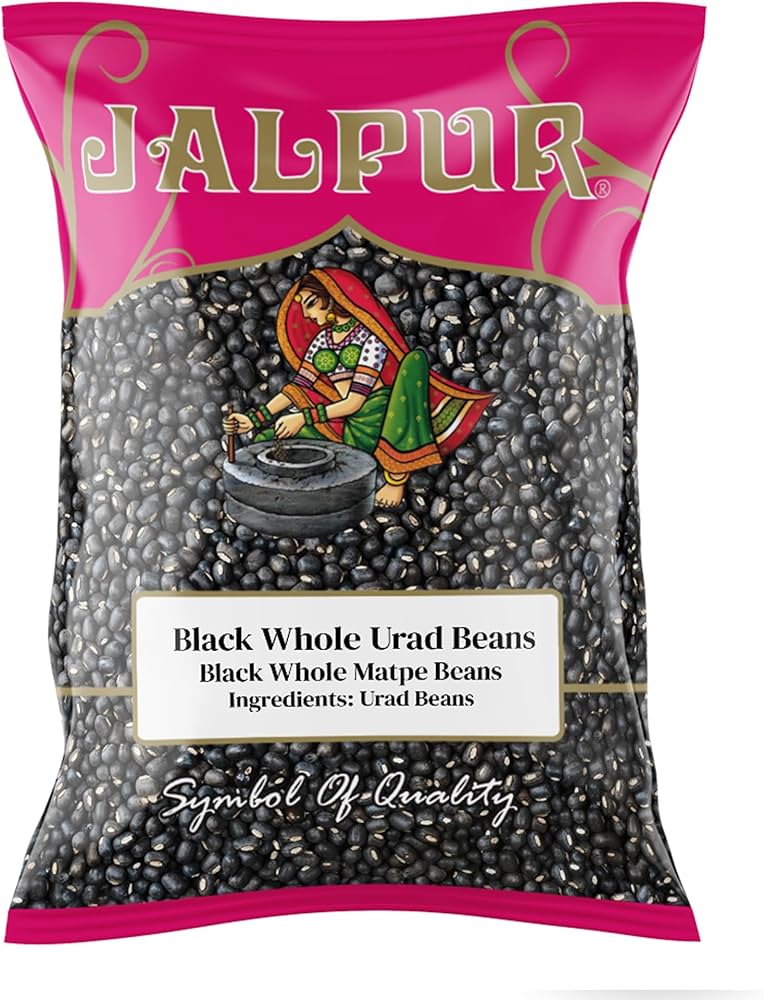 JALPUR®
Black Whole Urad Beans
Black Whole Matpe Beans
Ingredients: Urad Beans
Symbol Of Quality